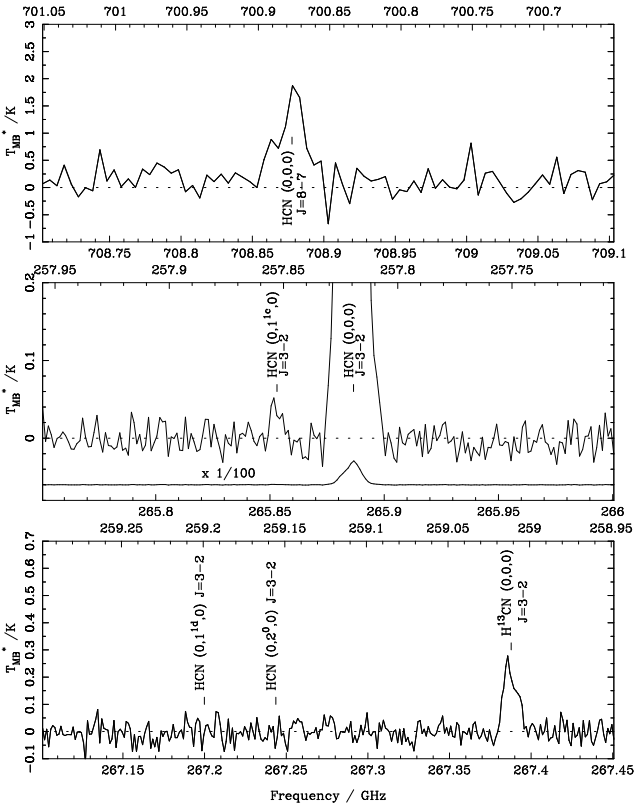 701.05 701 700.95 700.9 700.85 700.8 700.75 700.7
3
2.5
2
1.5
1
0.5
0
−0.5
−1
T_MB* /K
HCN (0,0,0)
J=8−7
708.75 708.8 708.85 708.9 708.95 709 709.05 709.1
257.95 257.9 257.85 257.8 257.75
0.2
0.1
0
T_MB* /K
HCN (0,1^1c,0)
J=3−2
HCN (0,0,0)
J=3−2
x 1/100
265.8 265.85 265.9 265.95 266
259.25 259.2 259.15 259.1 259.05 259 258.95
0.7
0.6
0.5
0.4
0.3
0.2
0.1
0
−0.1
T_MB* /K
HCN (0,1^1d,0) J=3−2
HCN (0,2^0,0) J=3−2
H^13CN (0,0,0)
J=3−2
267.15 267.2 267.25 267.3 267.35 267.4 267.45
Frequency / GHz